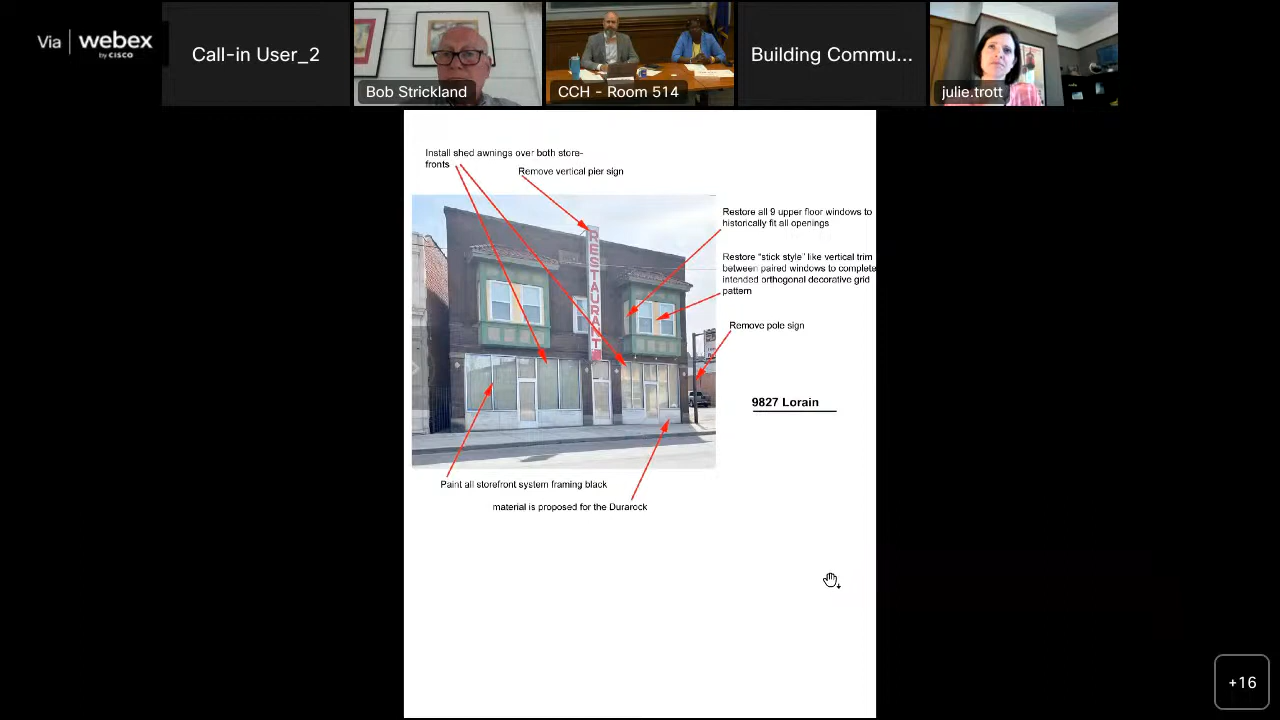 Via | webex
by CISCO
Call-in User_2
Bob Strickland
CCH - Room 514
Building Commu...
julie.trott
Install shed awnings over both store-
fronts
Remove vertical pier sign
Restore all 9 upper floor windows to
historically fit all openings
Restore "stick style" like vertical trim
between paired windows to complete
intended orthogonal decorative grid
pattern
Remove pole sign
RESTAURANT
9827 Lorain
Paint all storefront system framing black
material is proposed for the Durarock
+16